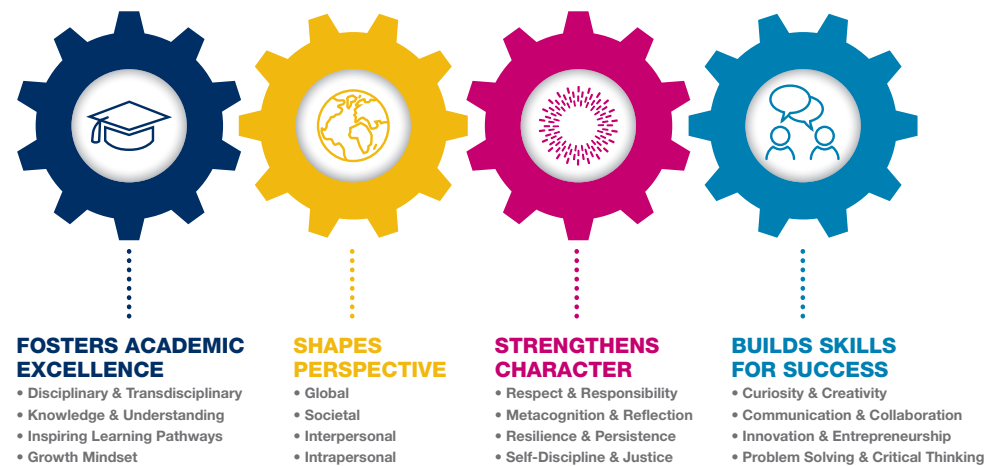 FOSTERS ACADEMIC
EXCELLENCE
• Disciplinary & Transdisciplinary
• Knowledge & Understanding
• Inspiring Learning Pathways
• Growth Mindset
SHAPES
PERSPECTIVE
• Global
• Societal
• Interpersonal
• Intrapersonal
STRENGTHENS
CHARACTER
• Respect & Responsibility
• Metacognition & Reflection
• Resilience & Persistence
• Self-Discipline & Justice
BUILDS SKILLS
FOR SUCCESS
• Curiosity & Creativity
• Communication & Collaboration
• Innovation & Entrepreneurship
• Problem Solving & Critical Thinking